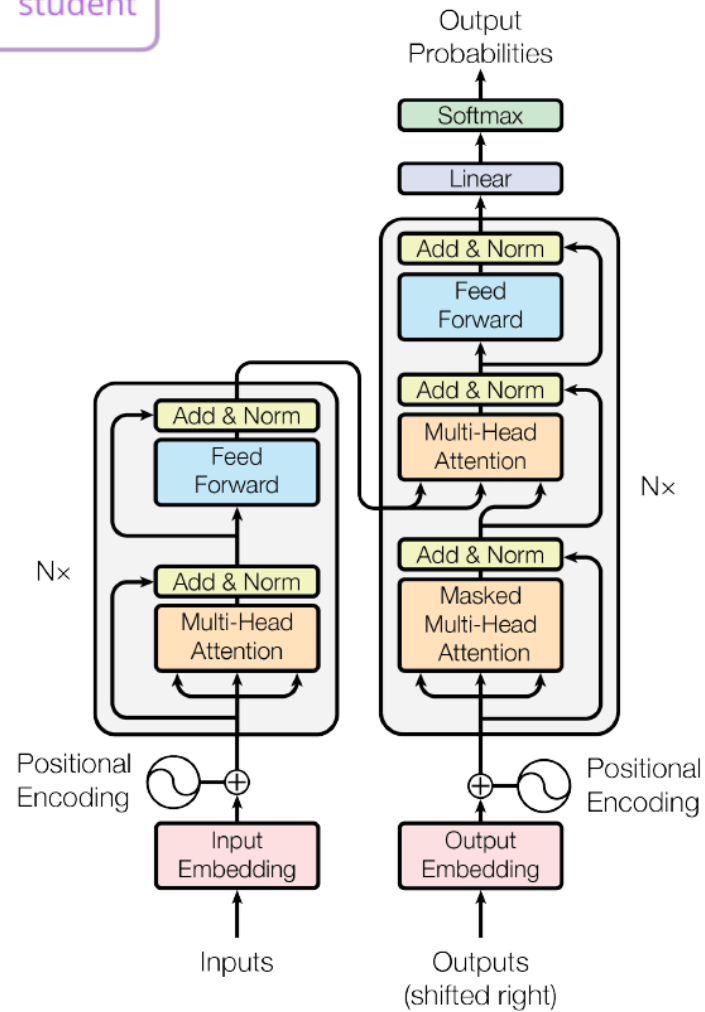 student
Output
Probabilities
Softmax
Linear
Add & Norm
Feed
Forward
Add & Norm
Multi-Head
Attention
Add & Norm
Masked
Multi-Head
Attention
Nx
Add & Norm
Feed
Forward
Add & Norm
Multi-Head
Attention
Nx
Positional
Encoding
Positional
Encoding
Input
Embedding
Output
Embedding
Inputs
Outputs
(shifted right)